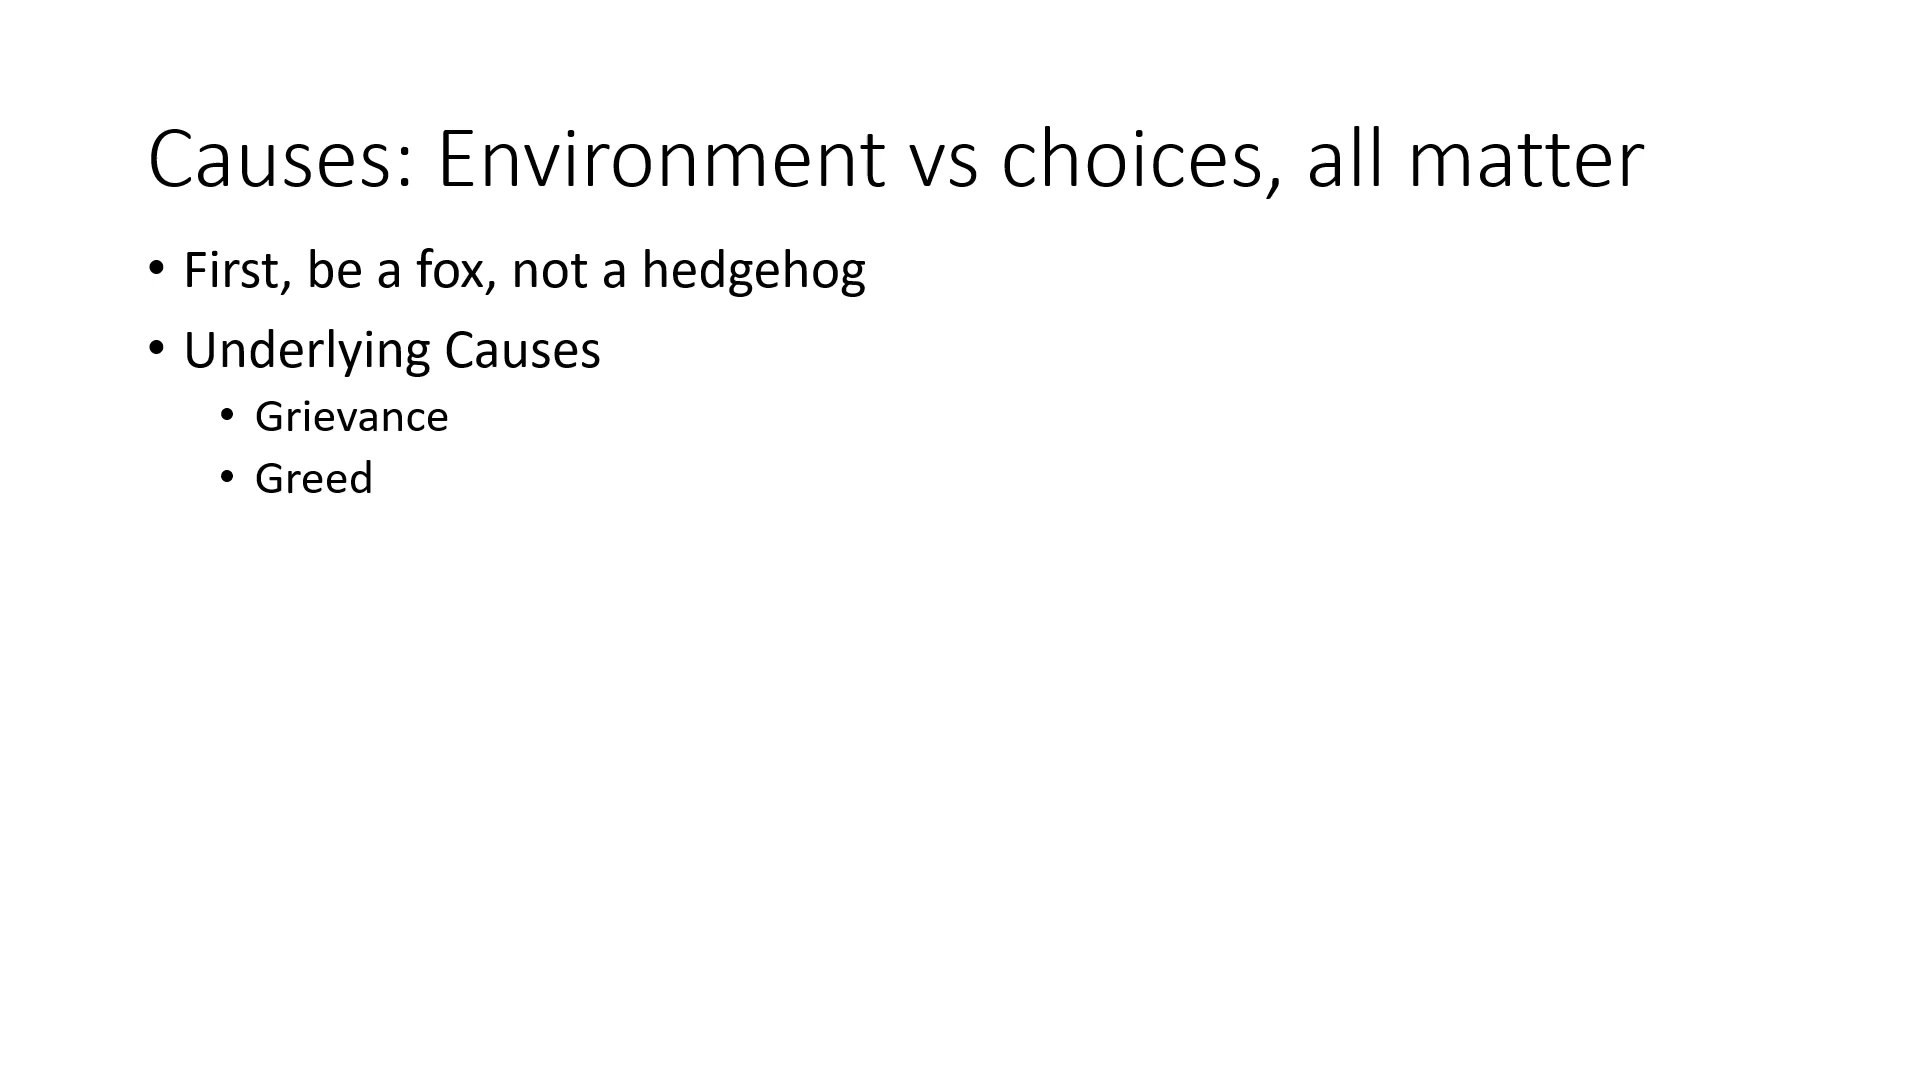 Causes: Environment vs choices, all matter
• First, be a fox, not a hedgehog
• Underlying Causes
• Grievance
• Greed